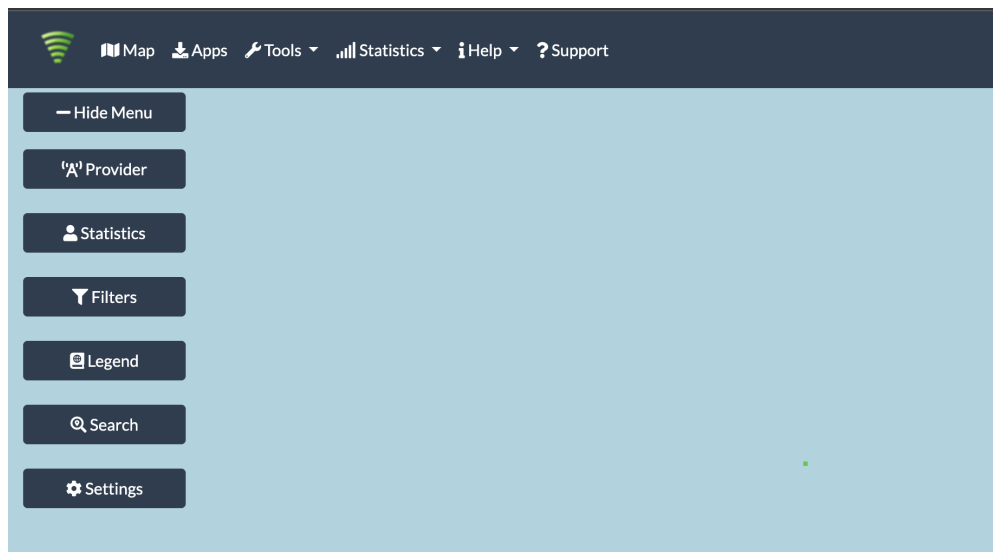 Map Apps Tools Statistics Help Support
Hide Menu
Provider
Statistics
Filters
Legend
Search
Settings